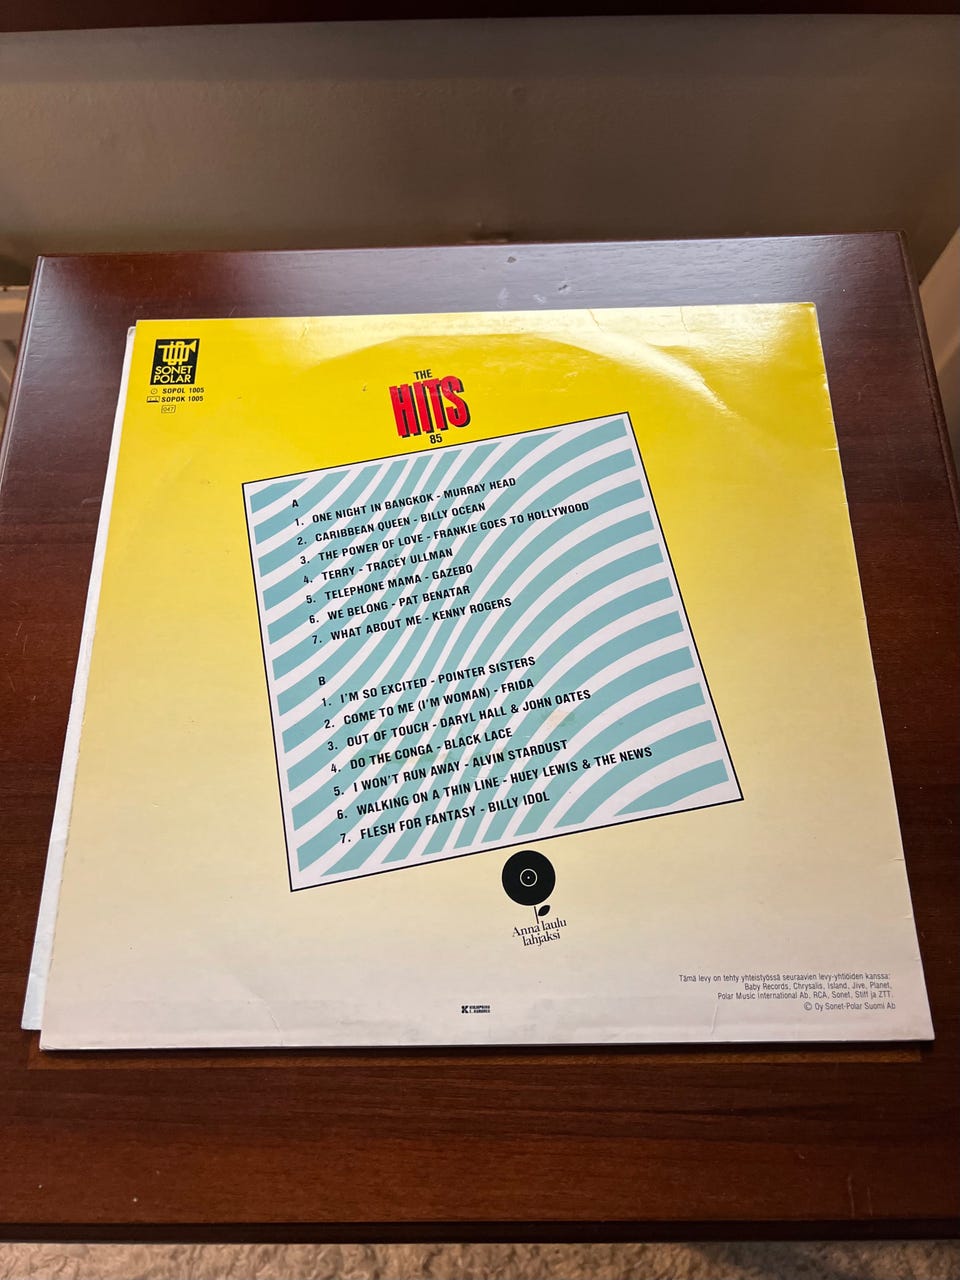 SONET
POLAR
SOPOL 1005
SOPOK 1005
047
THE
HITS
85
A
1. ONE NIGHT IN BANGKOK - MURRAY HEAD
2. CARIBBEAN QUEEN - BILLY OCEAN
3. THE POWER OF LOVE - FRANKIE GOES TO HOLLYWOOD
4. TERRY - TRACEY ULLMAN
5. TELEPHONE MAMA - GAZEBO
6. WE BELONG - PAT BENATAR
7. WHAT ABOUT ME - KENNY ROGERS
B
1. I'M SO EXCITED - POINTER SISTERS
2. COME TO ME (I'M WOMAN) - FRIDA
3. OUT OF TOUCH - DARYL HALL & JOHN OATES
4. DO THE CONGA - BLACK LACE
5. I WON'T RUN AWAY - ALVIN STARDUST
6. WALKING ON A THIN LINE - HUEY LEWIS & THE NEWS
7. FLESH FOR FANTASY - BILLY IDOL
Anna laulu
lahjaksi
Tämä levy on tehty yhteistyössä seuraavien levy-yhtiöiden kanssa:
Baby Records, Chrysalis, Island, Jive, Planet,
Polar Music International Ab, RCA, Sonet, Stiff ja ZTT.
© Oy Sonet-Polar Suomi Ab